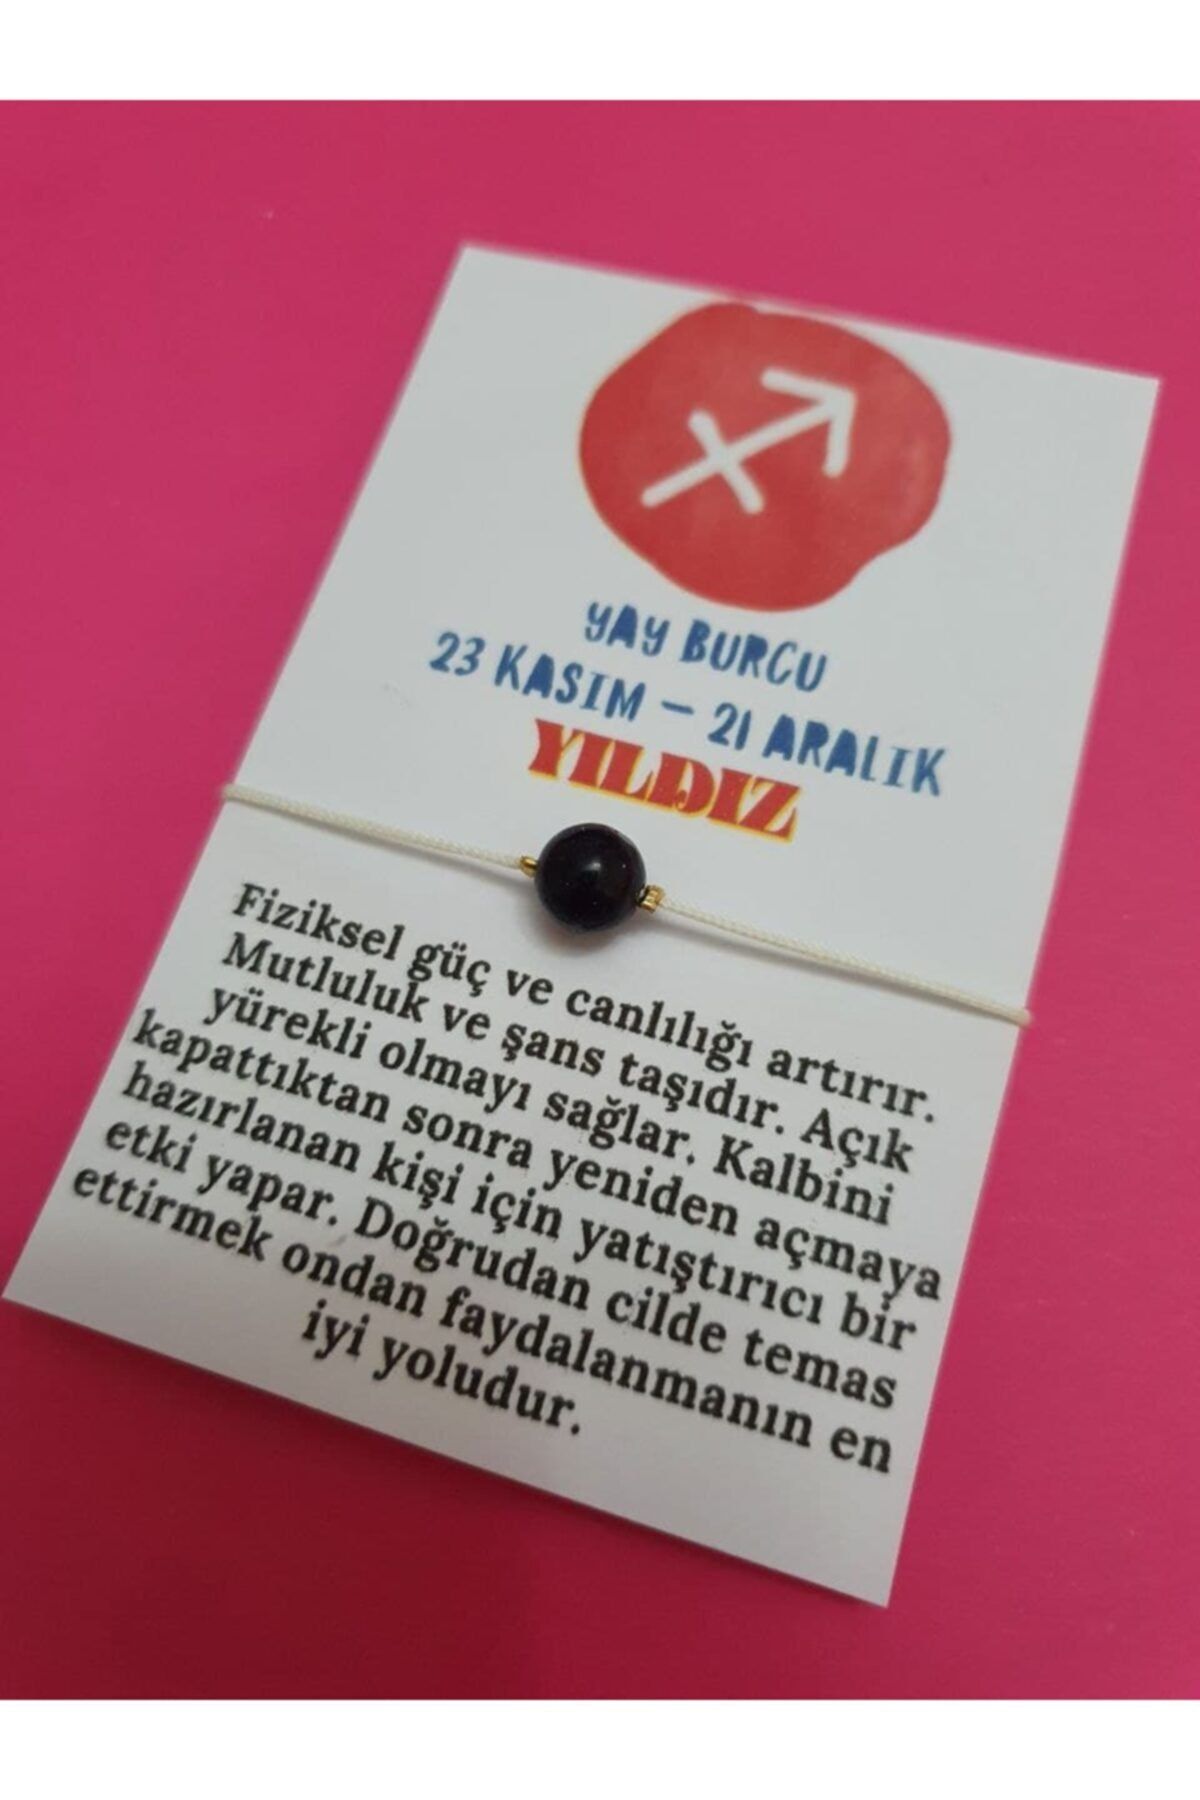 YAY BURCU
23 KASIM – 21 ARALIK
YILDIZ
Fiziksel güç ve canlılığı artırır.
Mutluluk ve şans taşıdır. Açık
yürekli olmayı sağlar. Kalbini
kapattıktan sonra yeniden açmaya
hazırlanan kişi için yatıştırıcı bir
etki yapar. Doğrudan cilde temas
ettirmek ondan faydalanmanın en
iyi yoludur.